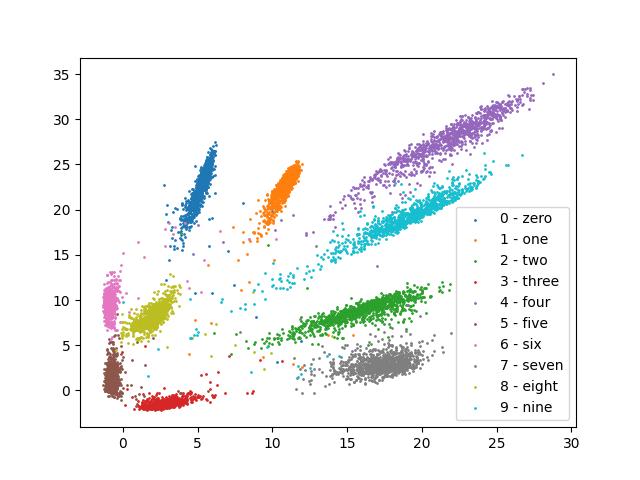 35
30
25
20
15
10
5
0
0 5 10 15 20 25 30
0 - zero
1 - one
2 - two
3 - three
4 - four
5 - five
6 - six
7 - seven
8 - eight
9 - nine